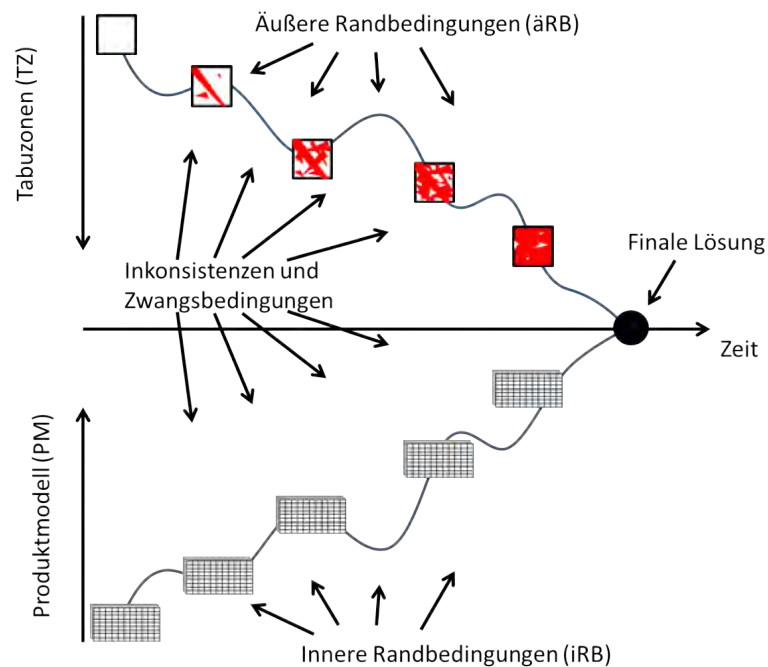 Äußere Randbedingungen (äRB)
Tabuzonen (TZ)
Finale Lösung
Inkonsistenzen und
Zwangsbedingungen
Zeit
Produktmodell (PM)
Innere Randbedingungen (iRB)